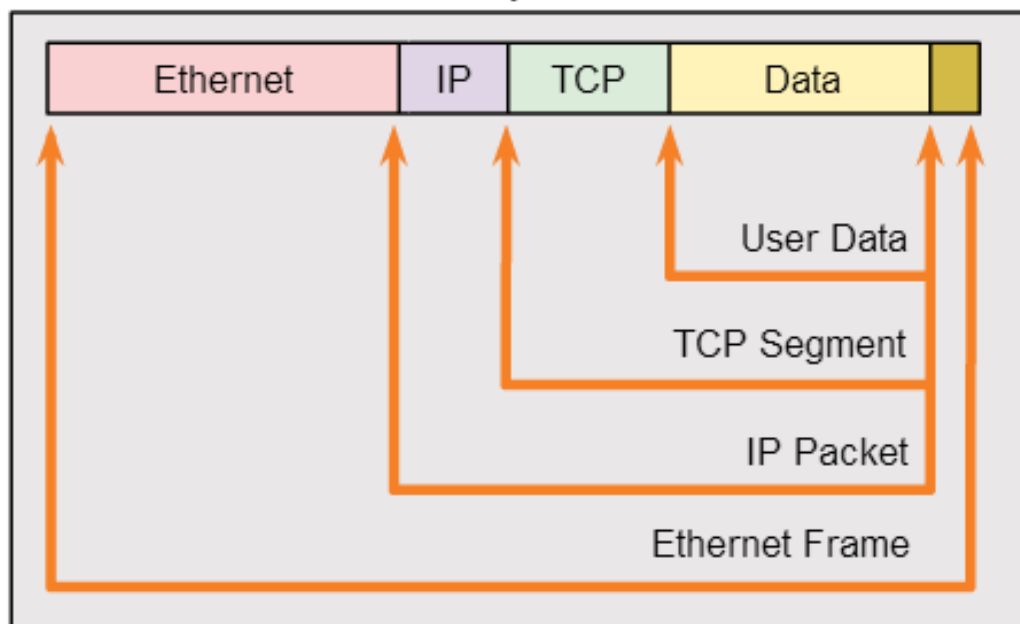 Ethernet IP TCP Data
User Data
TCP Segment
IP Packet
Ethernet Frame